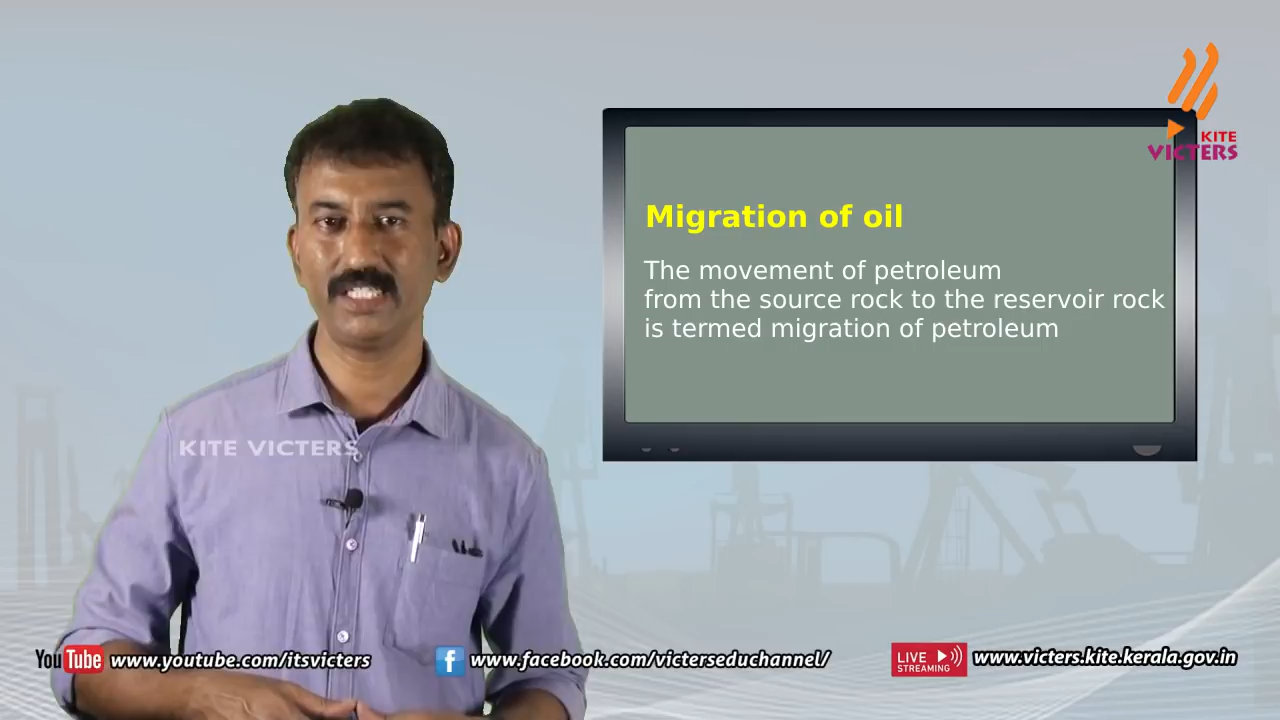 KITE
VICTERS
Migration of oil
The movement of petroleum
from the source rock to the reservoir rock
is termed migration of petroleum
KITE VICTERS
YouTube www.youtube.com/itsvicters
f www.facebook.com/victerseduchannel/
LIVE
STREAMING
www.victers.kite.kerala.gov.in